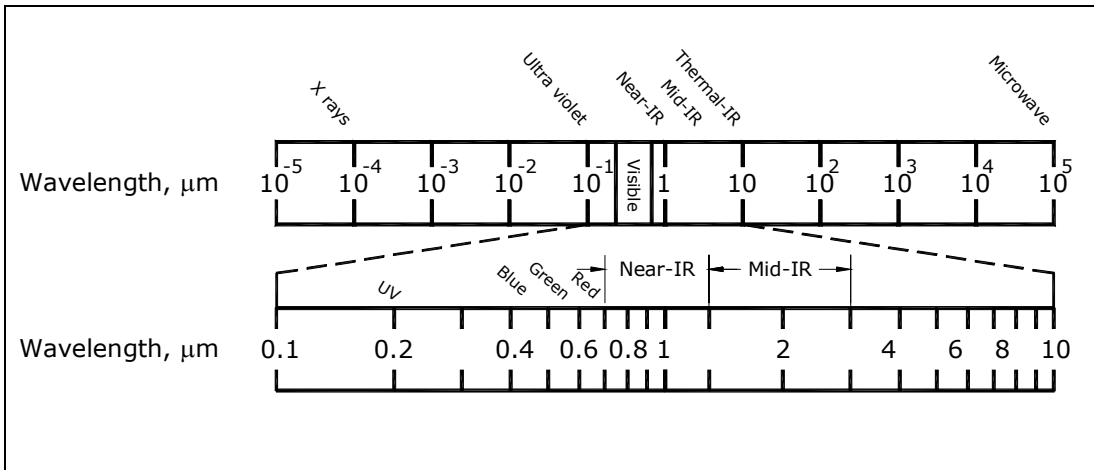 X rays Ultra violet Near-IR Mid-IR Thermal-IR Microwave
Wavelength, μm 10⁻⁵ 10⁻⁴ 10⁻³ 10⁻² 10⁻¹ Visible 1 10 10² 10³ 10⁴ 10⁵
UV Blue Green Red Near-IR Mid-IR
Wavelength, μm 0.1 0.2 0.4 0.6 0.8 1 2 4 6 8 10